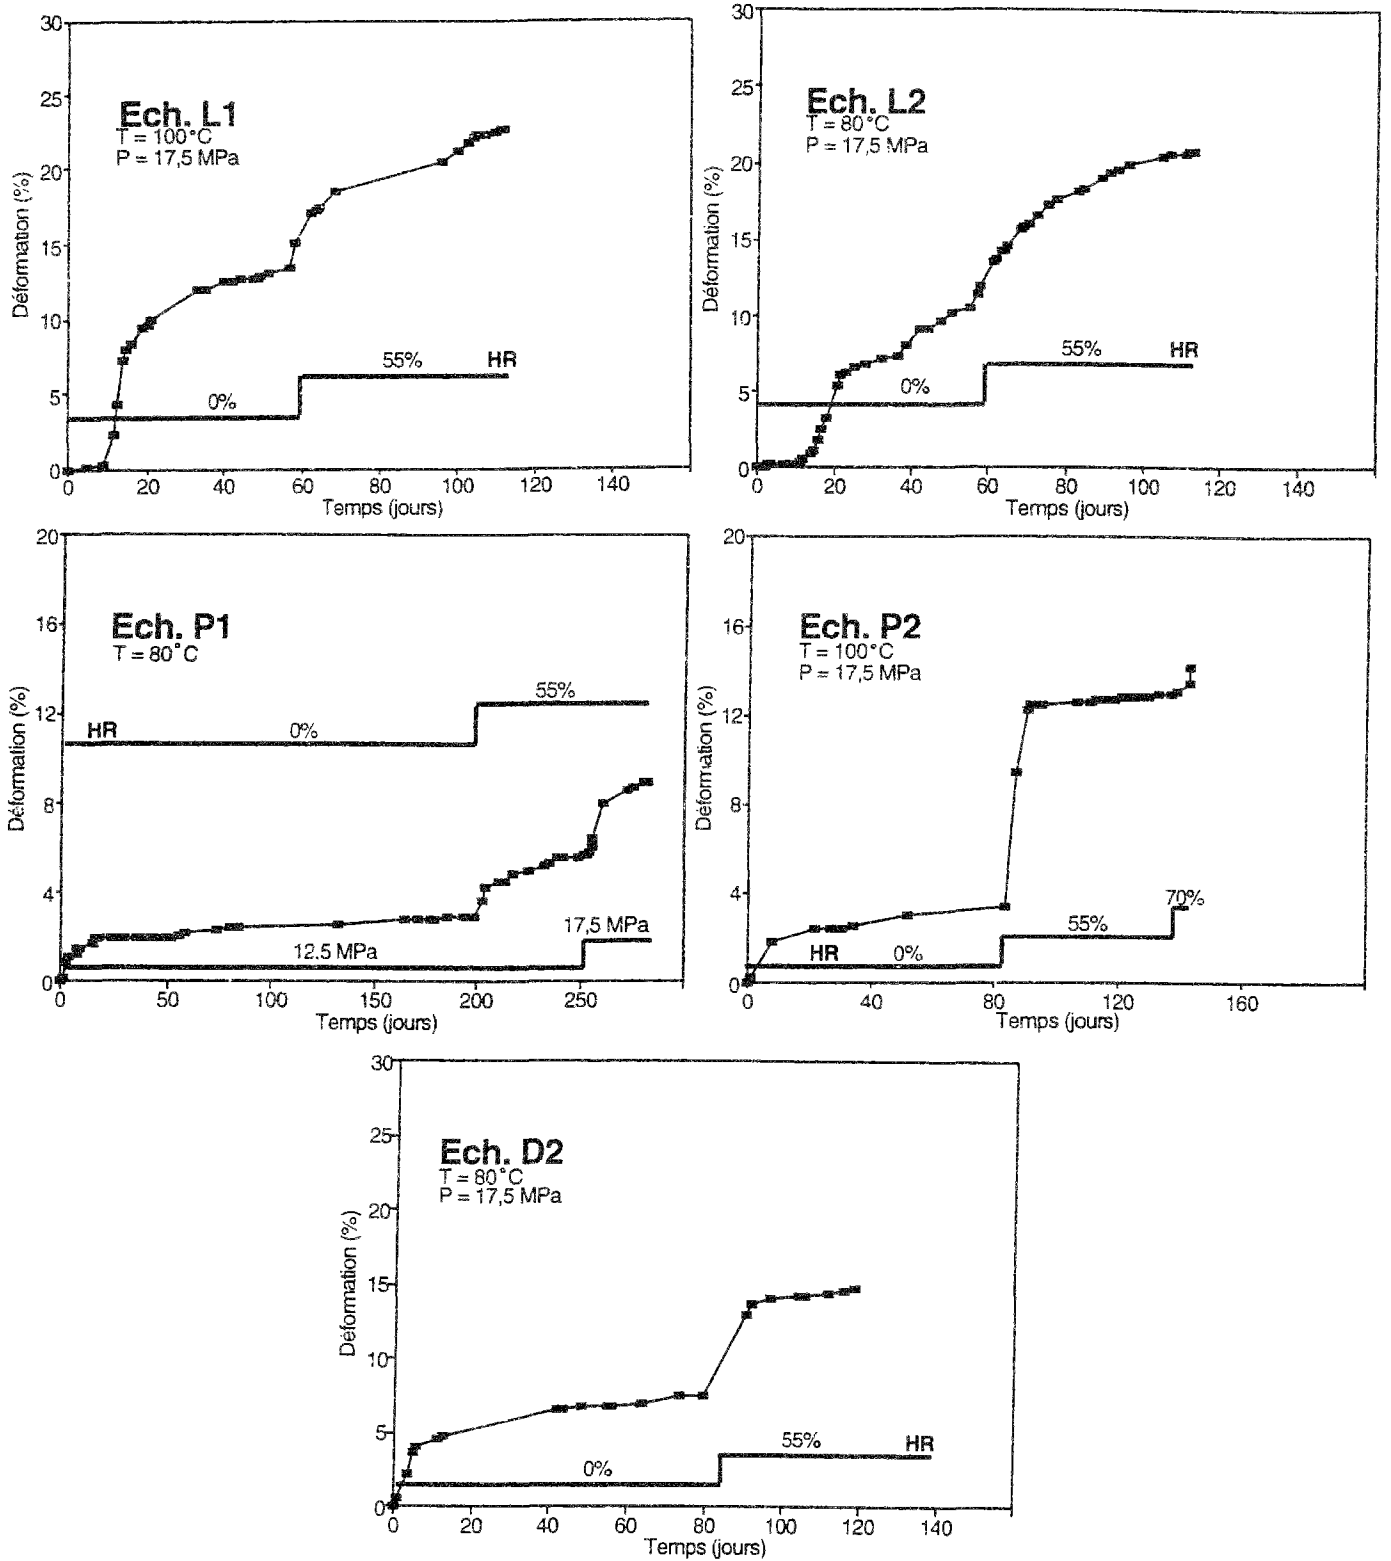 30
25
20
15
10
5
0
Déformation (%)
Ech. L1
T = 100°C
P = 17,5 MPa
55%
HR
0%
0 20 40 60 80 100 120 140
Temps (jours)
30
25
20
15
10
5
0
Déformation (%)
Ech. L2
T = 80°C
P = 17,5 MPa
55%
HR
0%
0 20 40 60 80 100 120 140
Temps (jours)
20
16
12
8
4
0
Déformation (%)
Ech. P1
T = 80°C
55%
HR
0%
17,5 MPa
12.5 MPa
0 50 100 150 200 250
Temps (jours)
20
16
12
8
4
0
Déformation (%)
Ech. P2
T = 100°C
P = 17,5 MPa
70%
55%
HR
0%
0 40 80 120 160
Temps (jours)
30
25
20
15
10
5
0
Déformation (%)
Ech. D2
T = 80°C
P = 17,5 MPa
55%
HR
0%
0 20 40 60 80 100 120 140
Temps (jours)